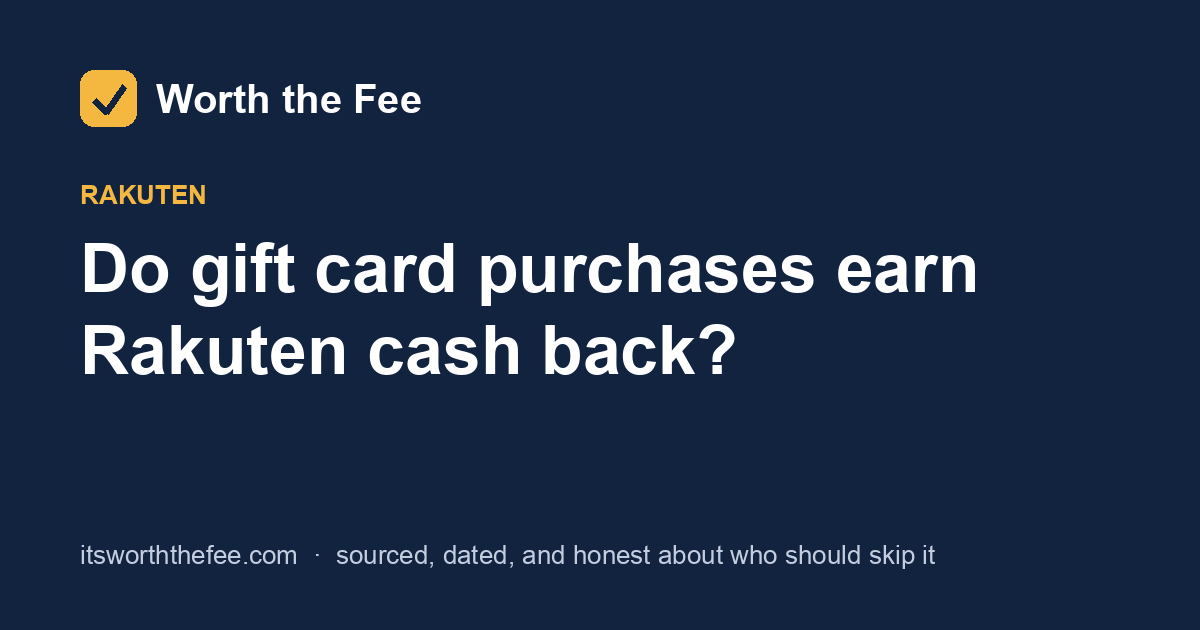 Worth the Fee
RAKUTEN
Do gift card purchases earn
Rakuten cash back?
itsworththefee.com · sourced, dated, and honest about who should skip it